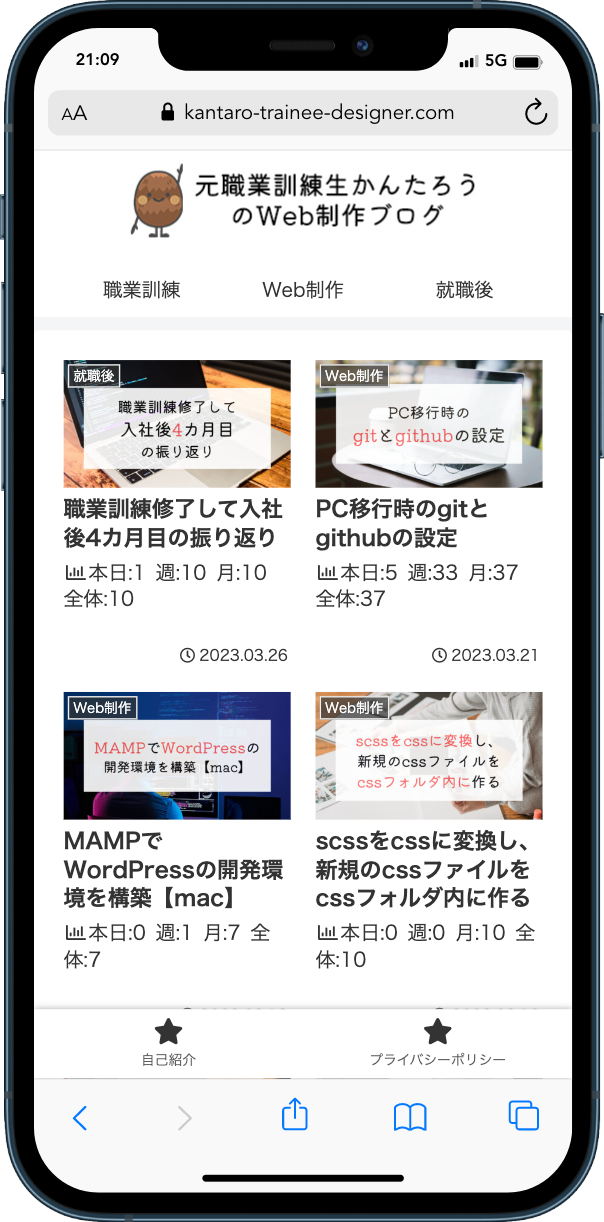 21:09
5G
AA
kantaro-trainee-designer.com
元職業訓練生かんたろう
のWeb制作ブログ
職業訓練
Web制作
就職後
就職後
職業訓練修了して
入社後4カ月目
の振り返り
職業訓練修了して入社
後4カ月目の振り返り
本日:1 週:10 月:10
全体:10
2023.03.26
Web制作
PC移行時の
gitとgithubの設定
PC移行時のgitと
githubの設定
本日:5 週:33 月:37
全体:37
2023.03.21
Web制作
MAMPでWordPressの
開発環境を構築【mac】
MAMPで
WordPressの開発環
境を構築【mac】
本日:0 週:1 月:7 全
体:7
Web制作
scssをcssに変換し、
新規のcssファイルを
cssフォルダ内に作る
scssをcssに変換し、
新規のcssファイルを
cssフォルダ内に作る
本日:0 週:0 月:10 全
体:10
自己紹介
プライバシーポリシー